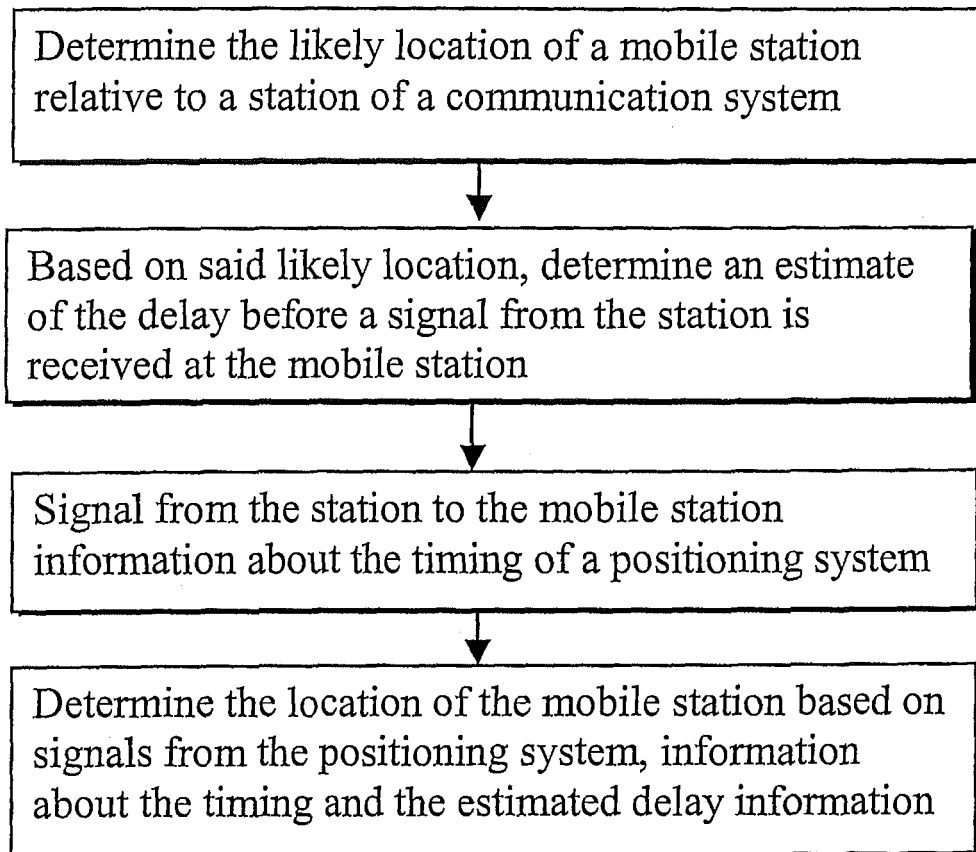 Determine the likely location of a mobile station
relative to a station of a communication system
Based on said likely location, determine an estimate
of the delay before a signal from the station is
received at the mobile station
Signal from the station to the mobile station
information about the timing of a positioning system
Determine the location of the mobile station based on
signals from the positioning system, information
about the timing and the estimated delay information